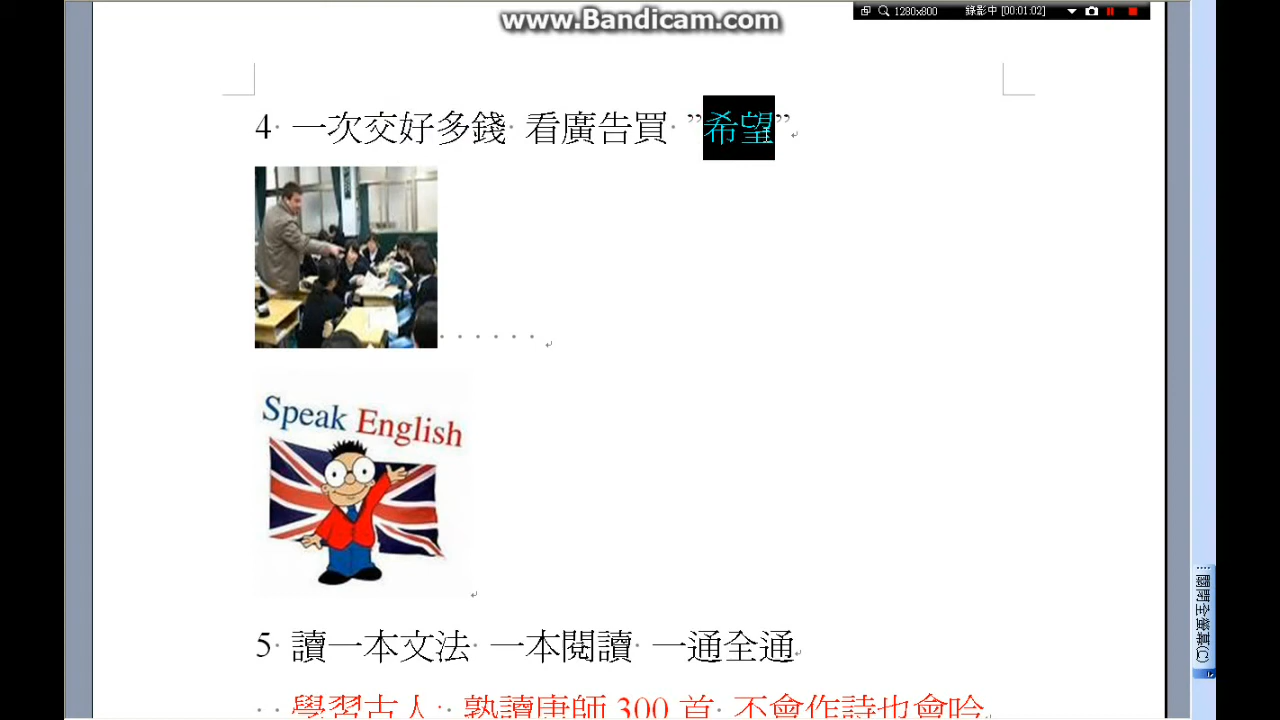 www.Bandicam.com
1280x800 錄影中 [00:01:02]
4 一次交好多錢 看廣告買 ”希望”
Speak English
5 讀一本文法 一本閱讀 一通全通
學習古人 熟讀唐師 300 首 不會作詩也會吟
關閉全螢幕(C)